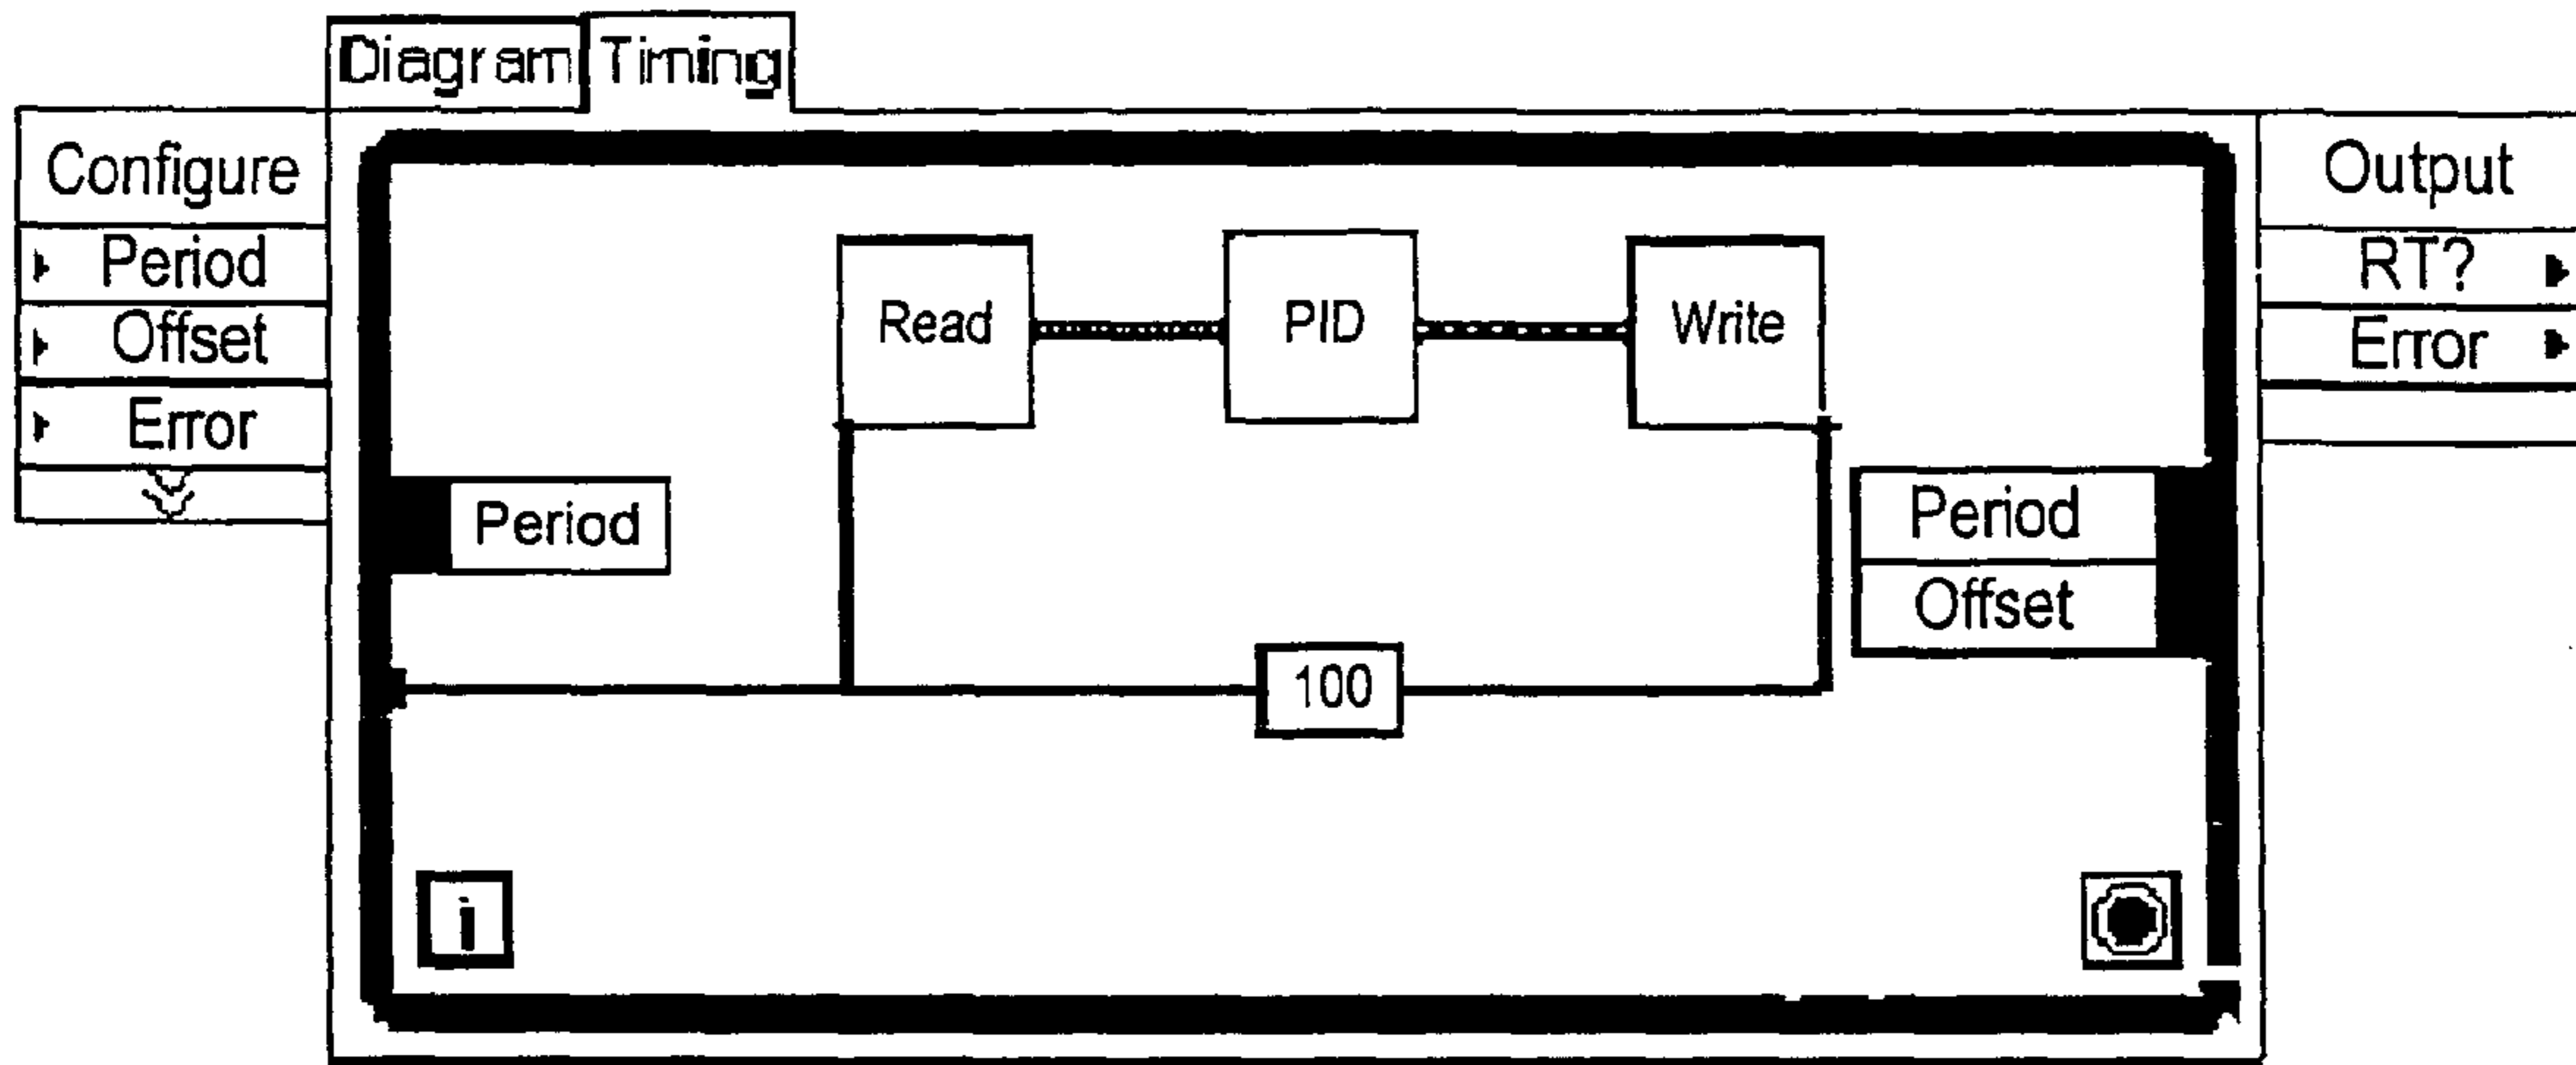 Diagram Timing
Configure
Period
Offset
Error
Output
RT?
Error
Read
PID
Write
Period
Period
Offset
100
i